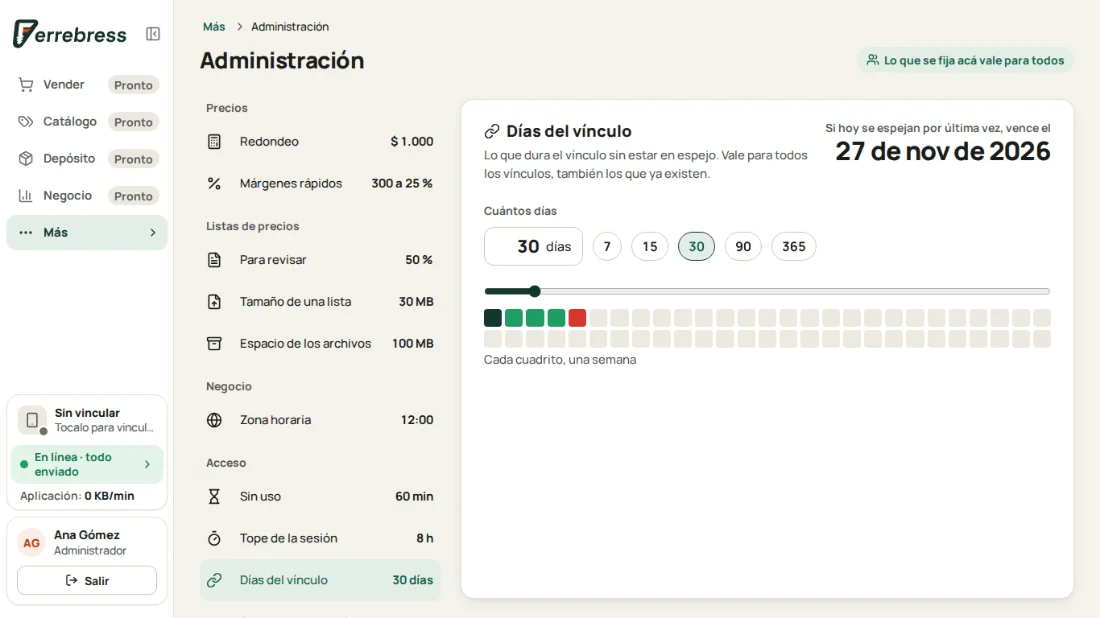 Ferrebress
Vender Pronto
Catálogo Pronto
Depósito Pronto
Negocio Pronto
Más
Sin vincular
Tocalo para vincul...
En línea · todo
enviado
Aplicación: 0 KB/min
AG
Ana Gómez
Administrador
Salir
Más > Administración
Administración
Lo que se fija acá vale para todos
Precios
Redondeo $ 1.000
Márgenes rápidos 300 a 25 %
Listas de precios
Para revisar 50 %
Tamaño de una lista 30 MB
Espacio de los archivos 100 MB
Negocio
Zona horaria 12:00
Acceso
Sin uso 60 min
Tope de la sesión 8 h
Días del vínculo 30 días
Días del vínculo
Lo que dura el vínculo sin estar en espejo. Vale para todos
los vínculos, también los que ya existen.
Si hoy se espejan por última vez, vence el
27 de nov de 2026
Cuántos días
30 días 7 15 30 90 365
Cada cuadrito, una semana